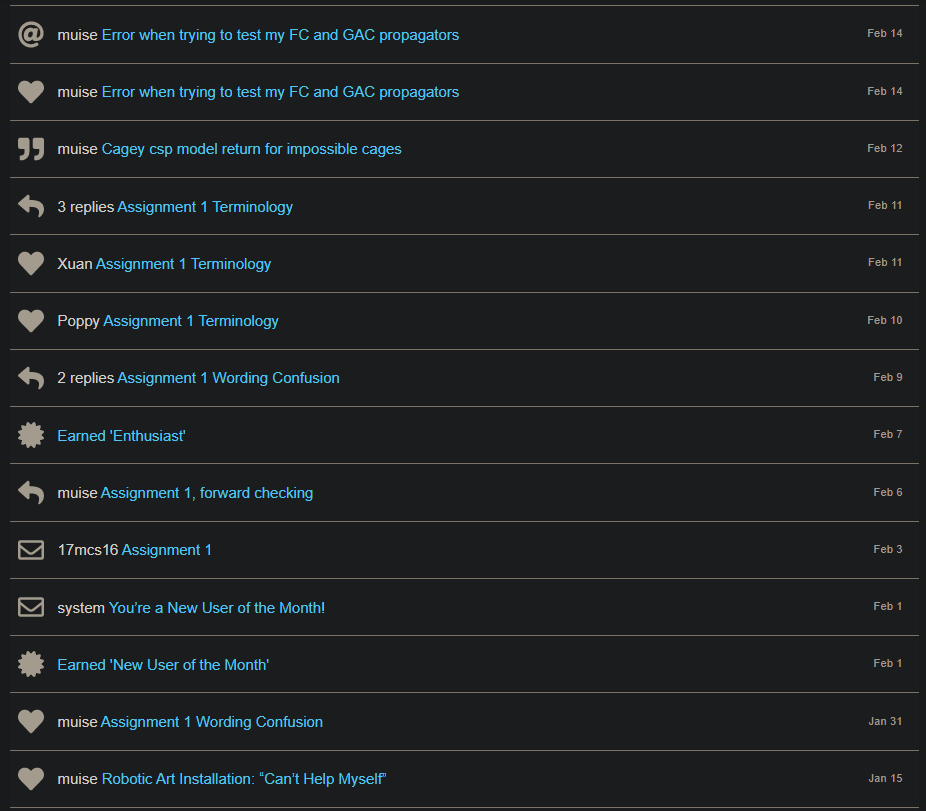 muise Error when trying to test my FC and GAC propagators Feb 14
muise Error when trying to test my FC and GAC propagators Feb 14
muise Cagey csp model return for impossible cages Feb 12
3 replies Assignment 1 Terminology Feb 11
Xuan Assignment 1 Terminology Feb 11
Poppy Assignment 1 Terminology Feb 10
2 replies Assignment 1 Wording Confusion Feb 9
Earned 'Enthusiast' Feb 7
muise Assignment 1, forward checking Feb 6
17mcs16 Assignment 1 Feb 3
system You’re a New User of the Month! Feb 1
Earned 'New User of the Month' Feb 1
muise Assignment 1 Wording Confusion Jan 31
muise Robotic Art Installation: “Can’t Help Myself” Jan 15